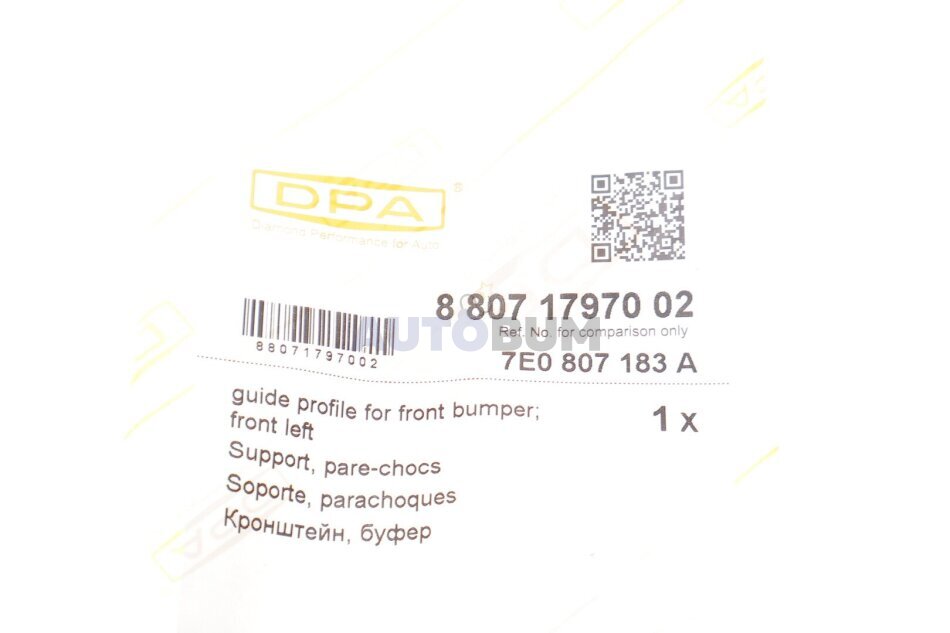 DPA®
Diamond Performance for Auto
8 807 17970 02
AUTOBUM
Ref. No. for comparison only
88071797002
7E0 807 183 A
guide profile for front bumper;
front left
1 x
Support, pare-chocs
Soporte, parachoques
Кронштейн, буфер
DPA